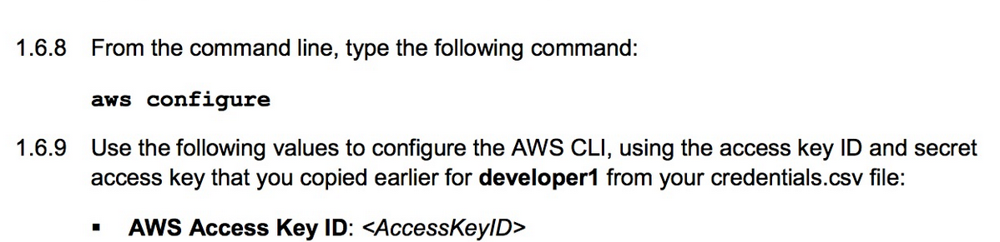 1.6.8 From the command line, type the following command:
aws configure
1.6.9 Use the following values to configure the AWS CLI, using the access key ID and secret
access key that you copied earlier for developer1 from your credentials.csv file:
▪ AWS Access Key ID: <AccessKeyID>